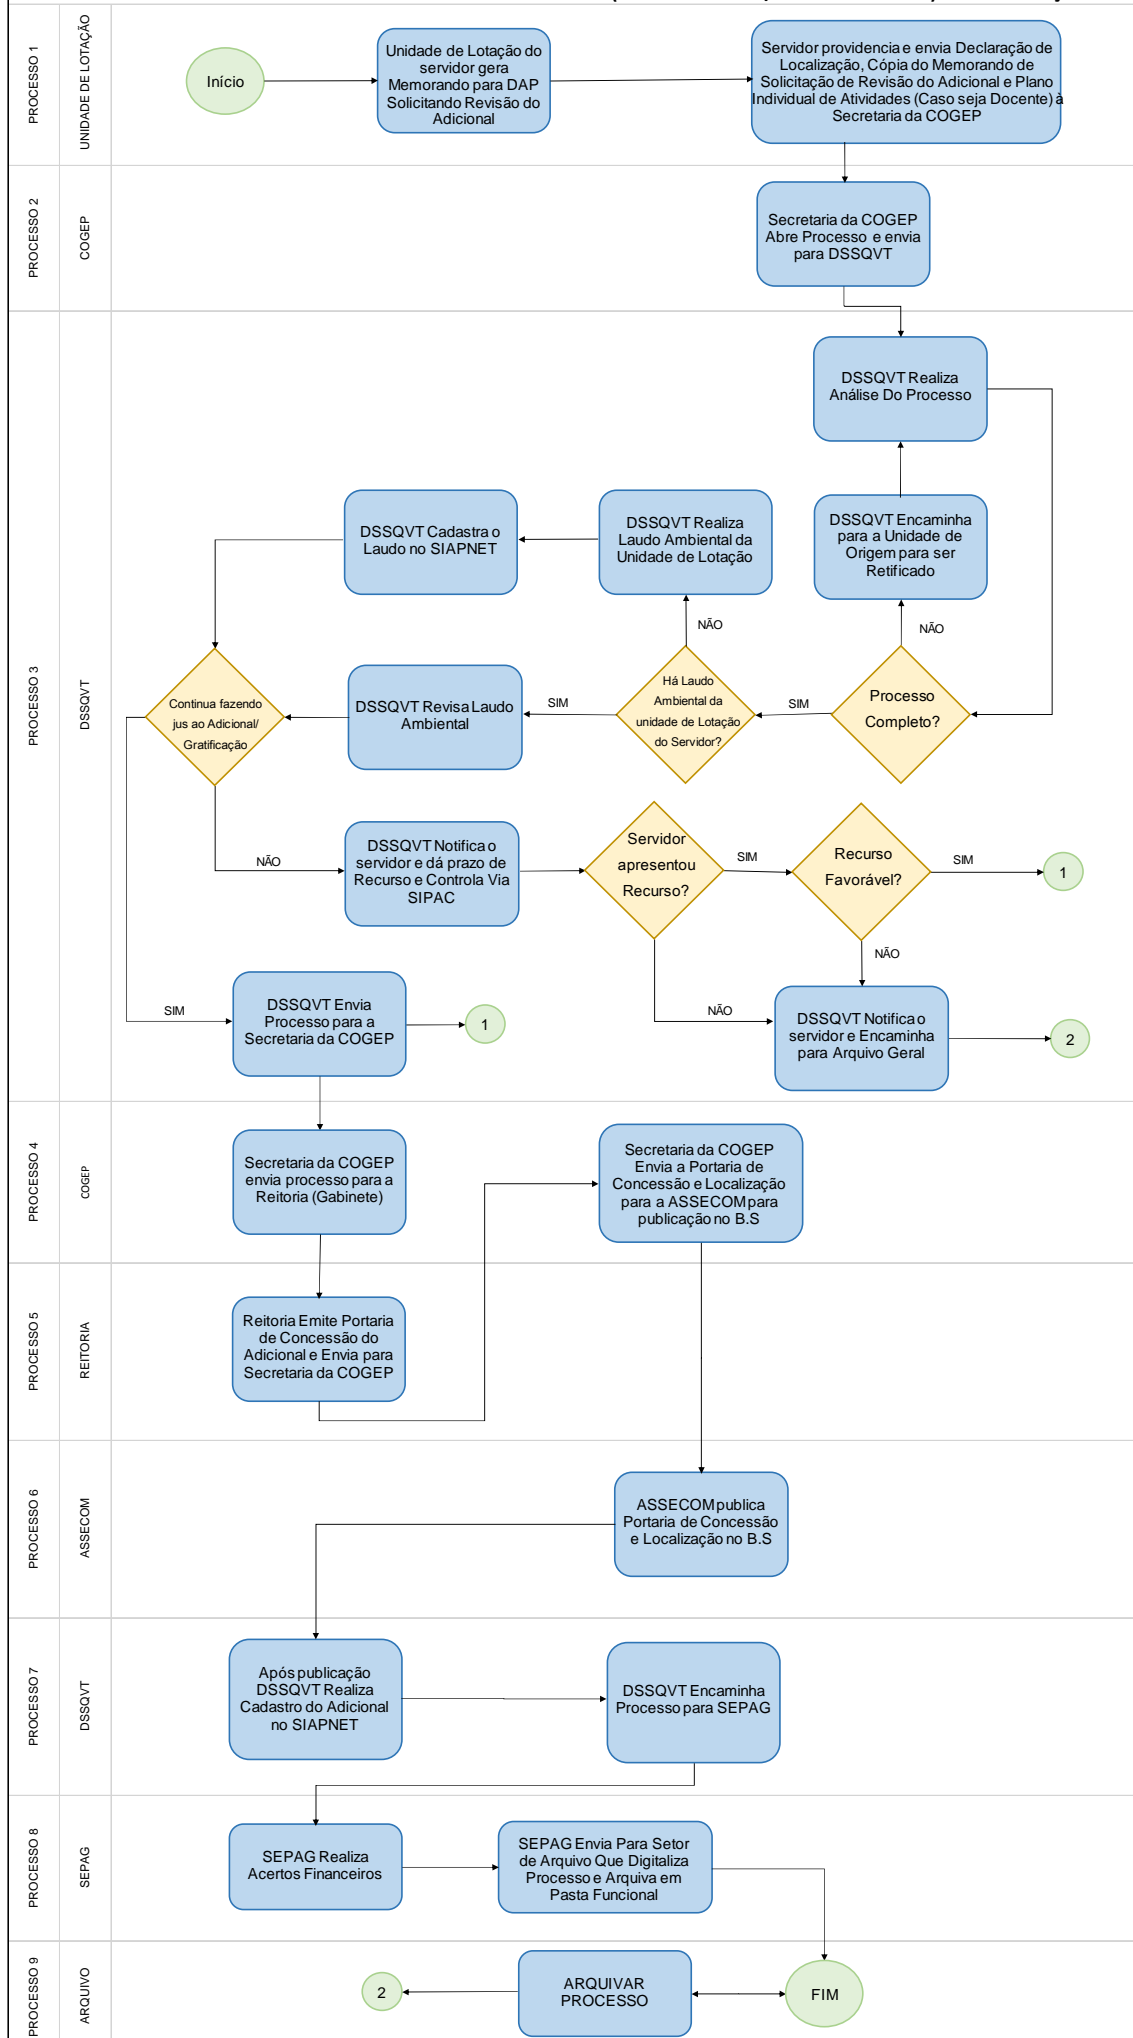 PROCESSO 1
UNIDADE DE LOTAÇÃO
Início
Unidade de Lotação do
servidor gera
Memorando para DAP
Solicitando Revisão do
Adicional
Servidor providencia e envia Declaração de
Localização, Cópia do Memorando de
Solicitação de Revisão do Adicional e Plano
Individual de Atividades (Caso seja Docente) à
Secretaria da COGEP
PROCESSO 2
COGEP
Secretaria da COGEP
Abre Processo e envia
para DSSQVT
PROCESSO 3
DSSQVT
DSSQVT Realiza
Análise Do Processo
DSSQVT Cadastra o
Laudo no SIAPNET
DSSQVT Realiza
Laudo Ambiental da
Unidade de Lotação
DSSQVT Encaminha
para a Unidade de
Origem para ser
Retificado
NÃO
NÃO
Continua fazendo
jus ao Adicional/
Gratificação
DSSQVT Revisa Laudo
Ambiental
SIM
Há Laudo
Ambiental da
unidade de Lotação
do Servidor?
SIM
Processo
Completo?
NÃO
DSSQVT Notifica o
servidor e dá prazo de
Recurso e Controla Via
SIPAC
Servidor
apresentou
Recurso?
SIM
Recurso
Favorável?
SIM
1
NÃO
SIM
DSSQVT Envia
Processo para a
Secretaria da COGEP
1
NÃO
DSSQVT Notifica o
servidor e Encaminha
para Arquivo Geral
2
PROCESSO 4
COGEP
Secretaria da COGEP
envia processo para a
Reitoria (Gabinete)
Secretaria da COGEP
Envia a Portaria de
Concessão e Localização
para a ASSECOM para
publicação no B.S
PROCESSO 5
REITORIA
Reitoria Emite Portaria
de Concessão do
Adicional e Envia para
Secretaria da COGEP
PROCESSO 6
ASSECOM
ASSECOM publica
Portaria de Concessão
e Localização no B.S
PROCESSO 7
DSSQVT
Após publicação
DSSQVT Realiza
Cadastro do Adicional
no SIAPNET
DSSQVT Encaminha
Processo para SEPAG
PROCESSO 8
SEPAG
SEPAG Realiza
Acertos Financeiros
SEPAG Envia Para Setor
de Arquivo Que Digitaliza
Processo e Arquiva em
Pasta Funcional
PROCESSO 9
ARQUIVO
2
ARQUIVAR
PROCESSO
FIM